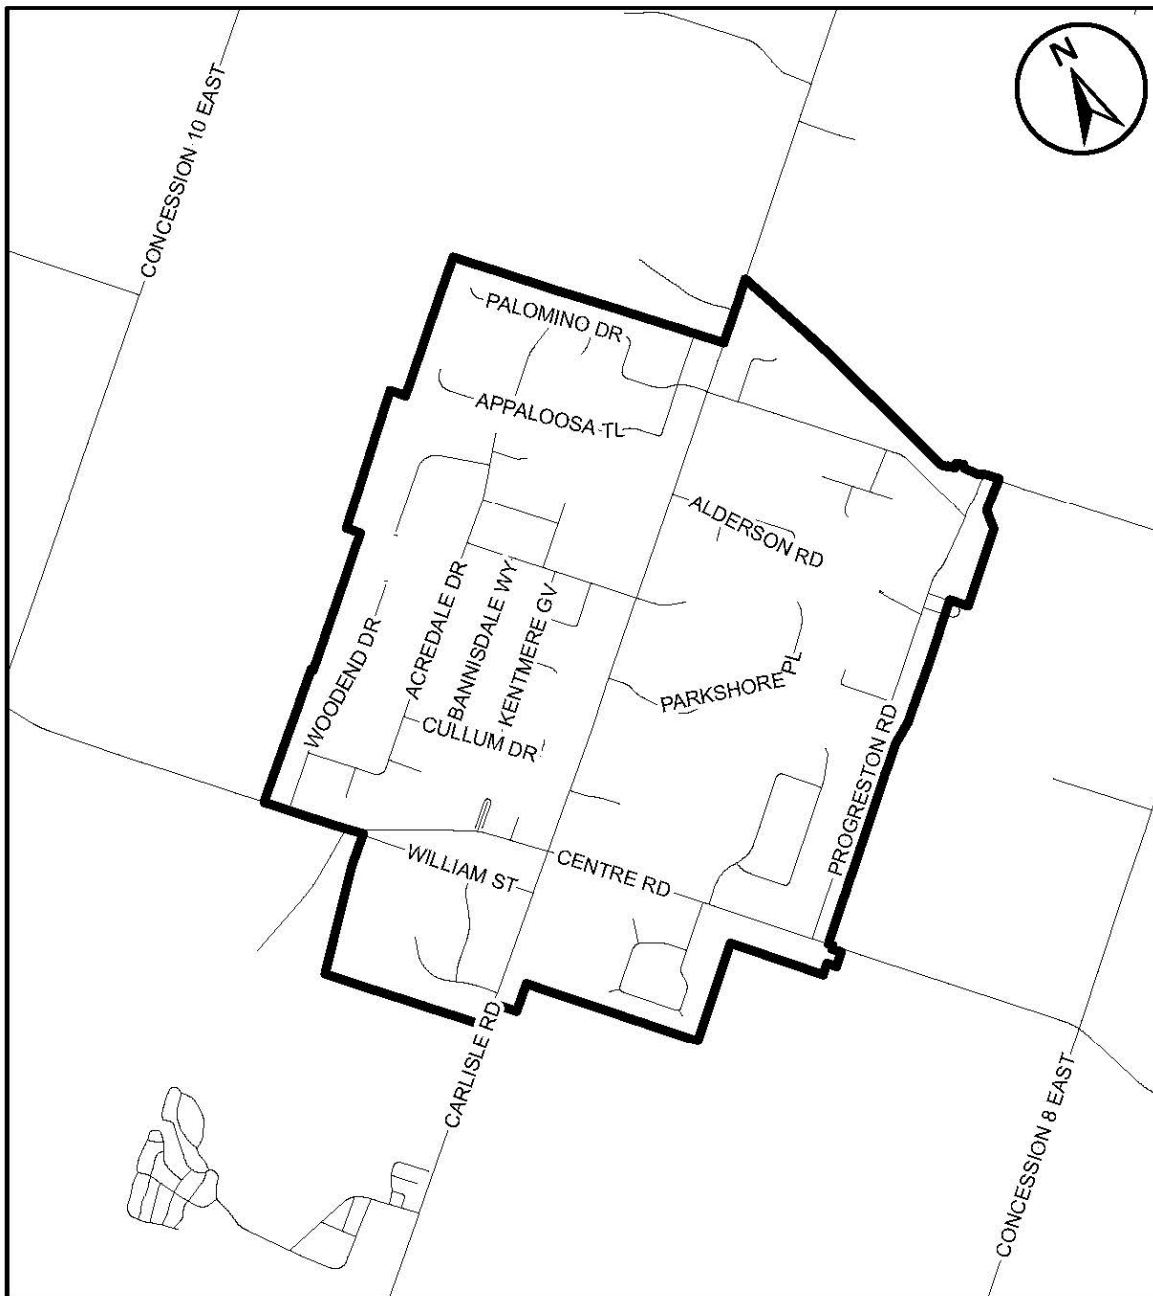 N
CONCESSION 10 EAST
PALOMINO DR
APPALOOSA TL
ALDERSON RD
WOODEND DR
ACREDALE DR
BANNISDALE WY
KENTMERE GV
PARKSHORE PL
CULLUM DR
PROGRESTON RD
WILLIAM ST
CENTRE RD
CARLISLE RD
CONCESSION 8 EAST